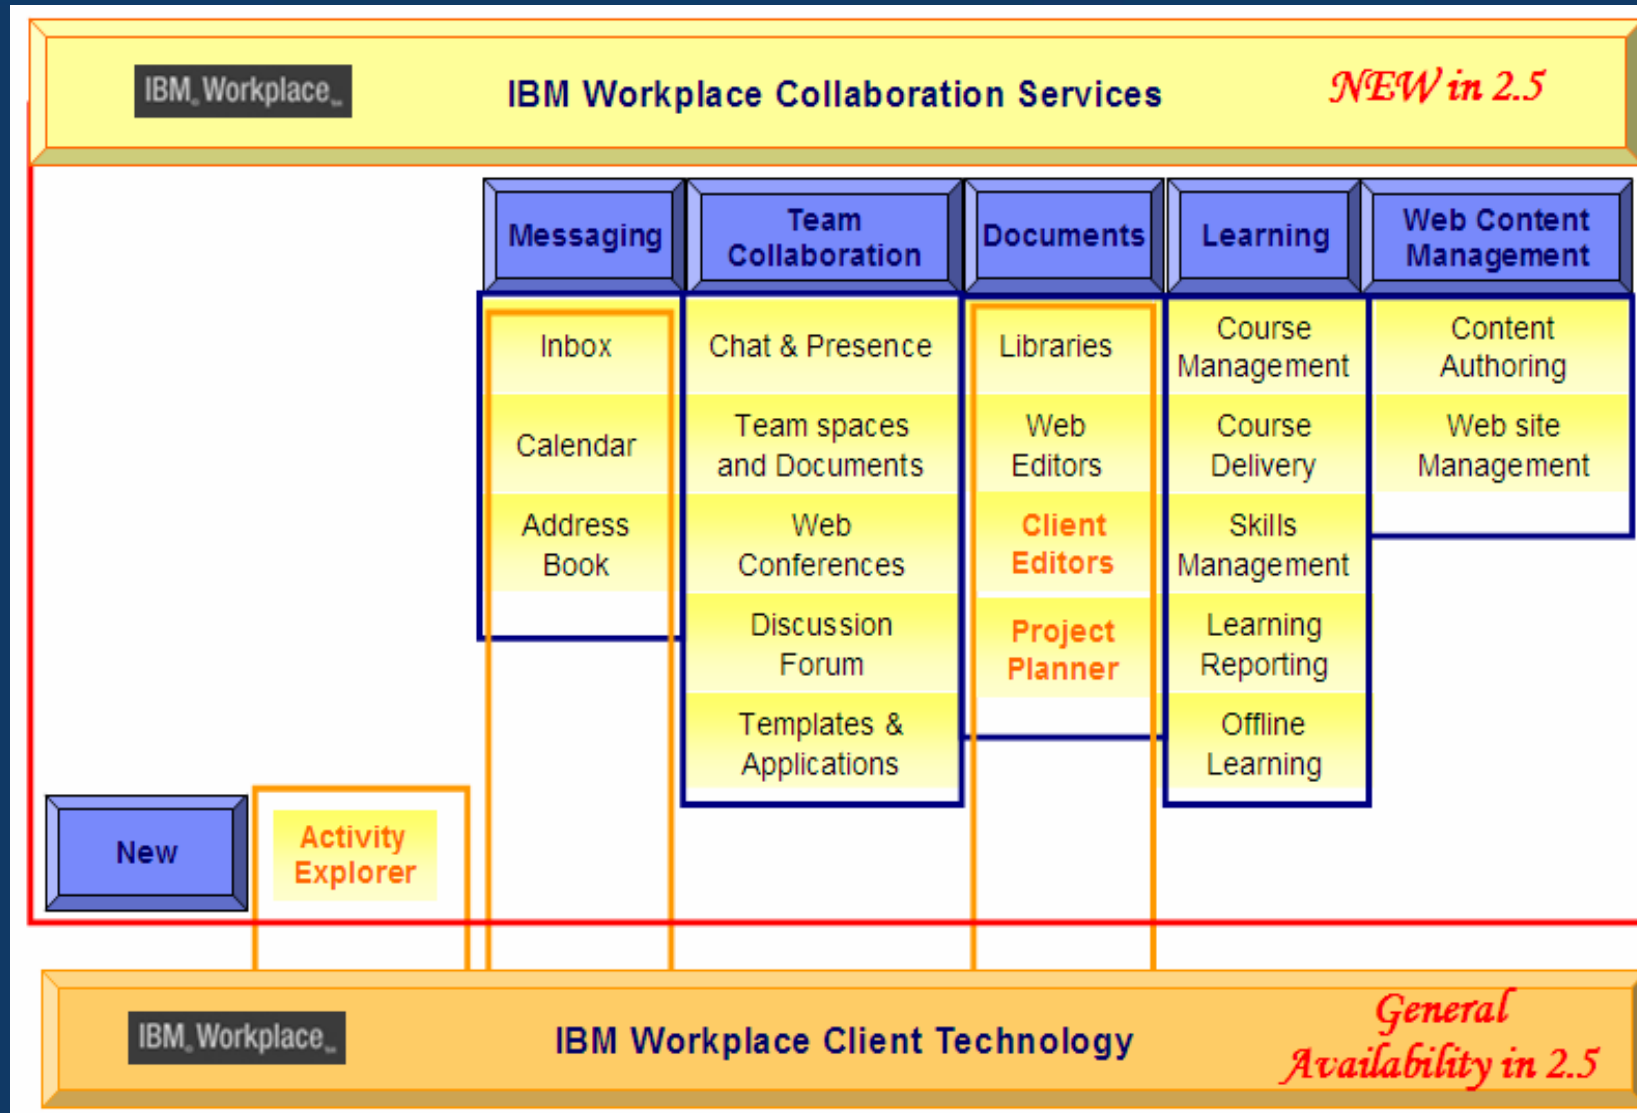 IBM Workplace™
IBM Workplace Collaboration Services
NEW in 2.5
Messaging
Team
Collaboration
Documents
Learning
Web Content
Management
Inbox
Calendar
Address
Book
Chat & Presence
Team spaces
and Documents
Web
Conferences
Discussion
Forum
Templates &
Applications
Libraries
Web
Editors
Client
Editors
Project
Planner
Course
Management
Course
Delivery
Skills
Management
Learning
Reporting
Offline
Learning
Content
Authoring
Web site
Management
New
Activity
Explorer
IBM Workplace™
IBM Workplace Client Technology
General
Availability in 2.5